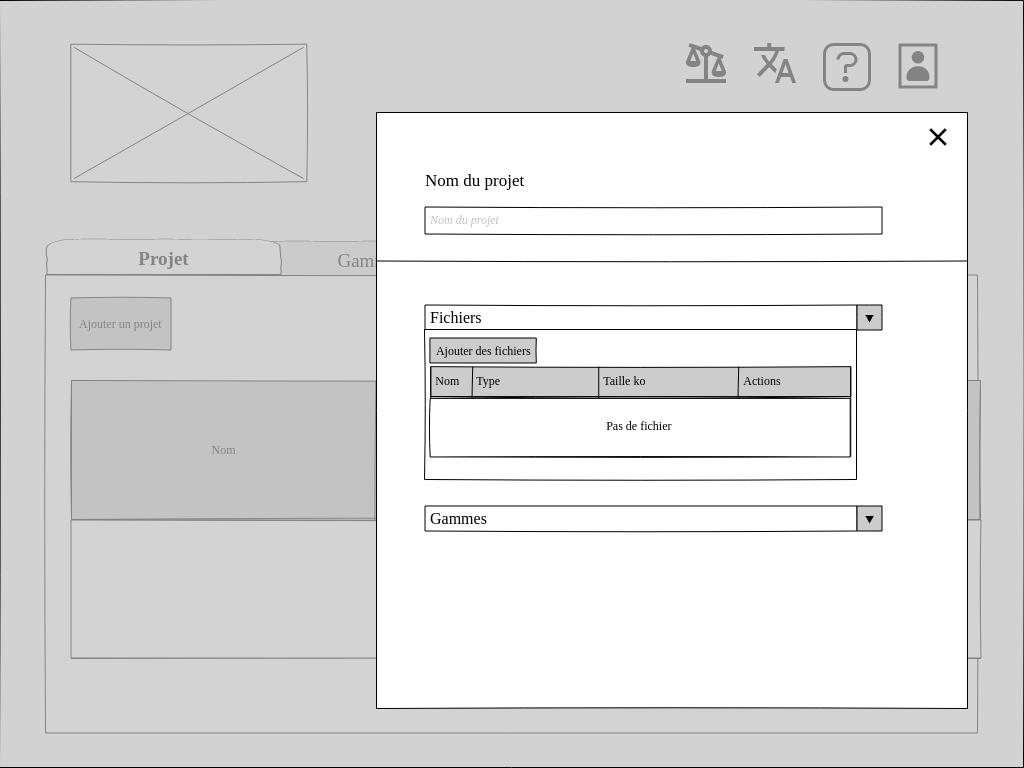 Nom du projet
Nom du projet
Projet
Gam
Ajouter un projet
Fichiers
Ajouter des fichiers
Nom Type Taille ko Actions
Pas de fichier
Nom
Gammes